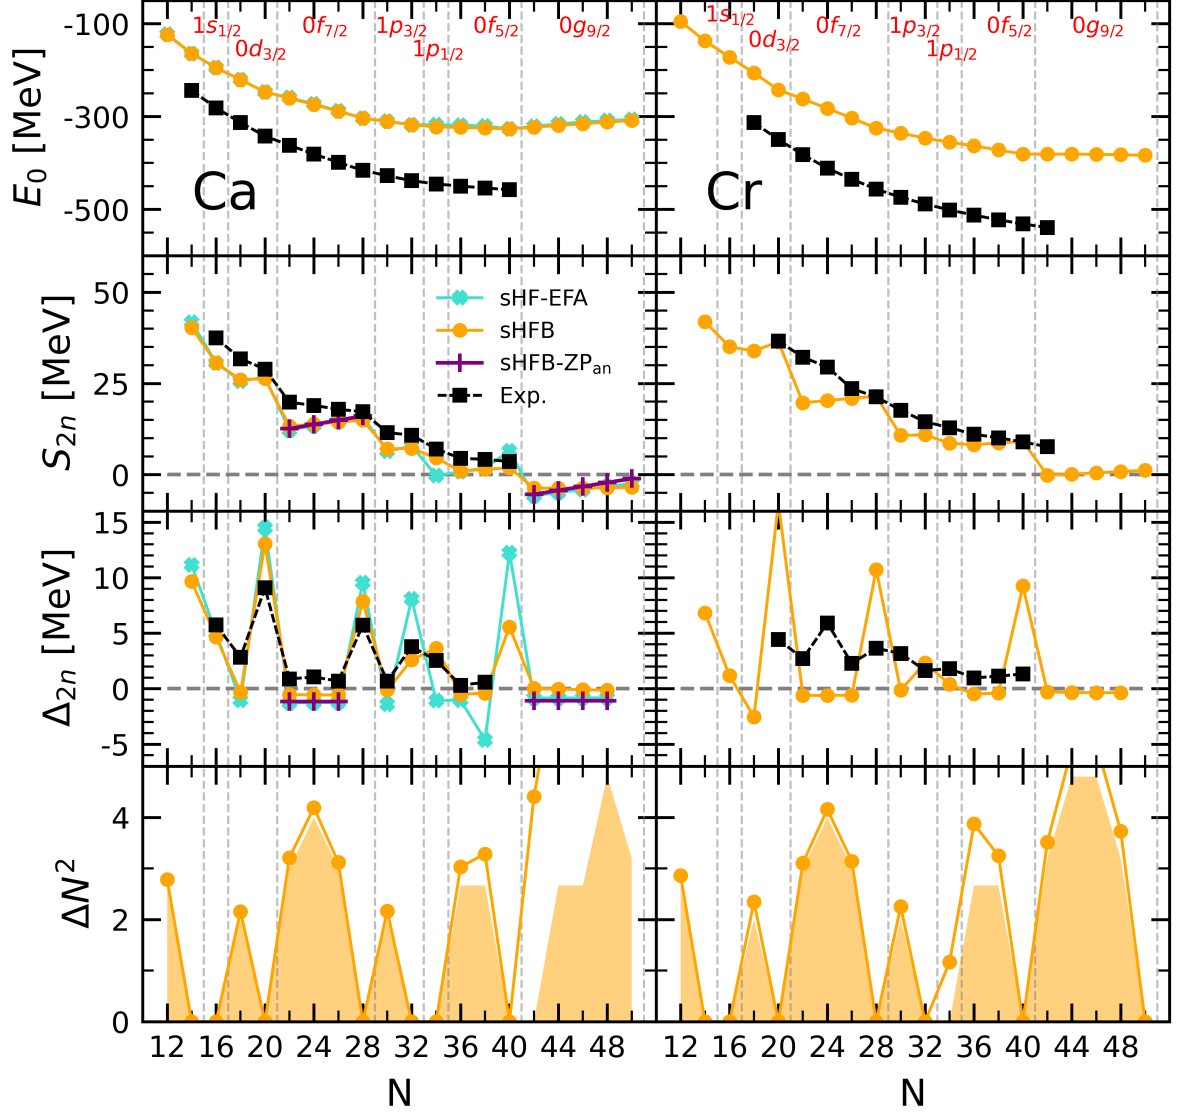 1s1/2 0f7/2 1p3/2 0f5/2 0g9/2
0d3/2 1p1/2
1s1/2 0f7/2 1p3/2 0f5/2 0g9/2
0d3/2 1p1/2
-100
-300
-500
E0 [MeV]
Ca
Cr
50
25
0
S2n [MeV]
sHF-EFA
sHFB
sHFB-ZPan
Exp.
15
10
5
0
-5
Δ2n [MeV]
4
2
0
ΔN²
12 16 20 24 28 32 36 40 44 48
12 16 20 24 28 32 36 40 44 48
N
N